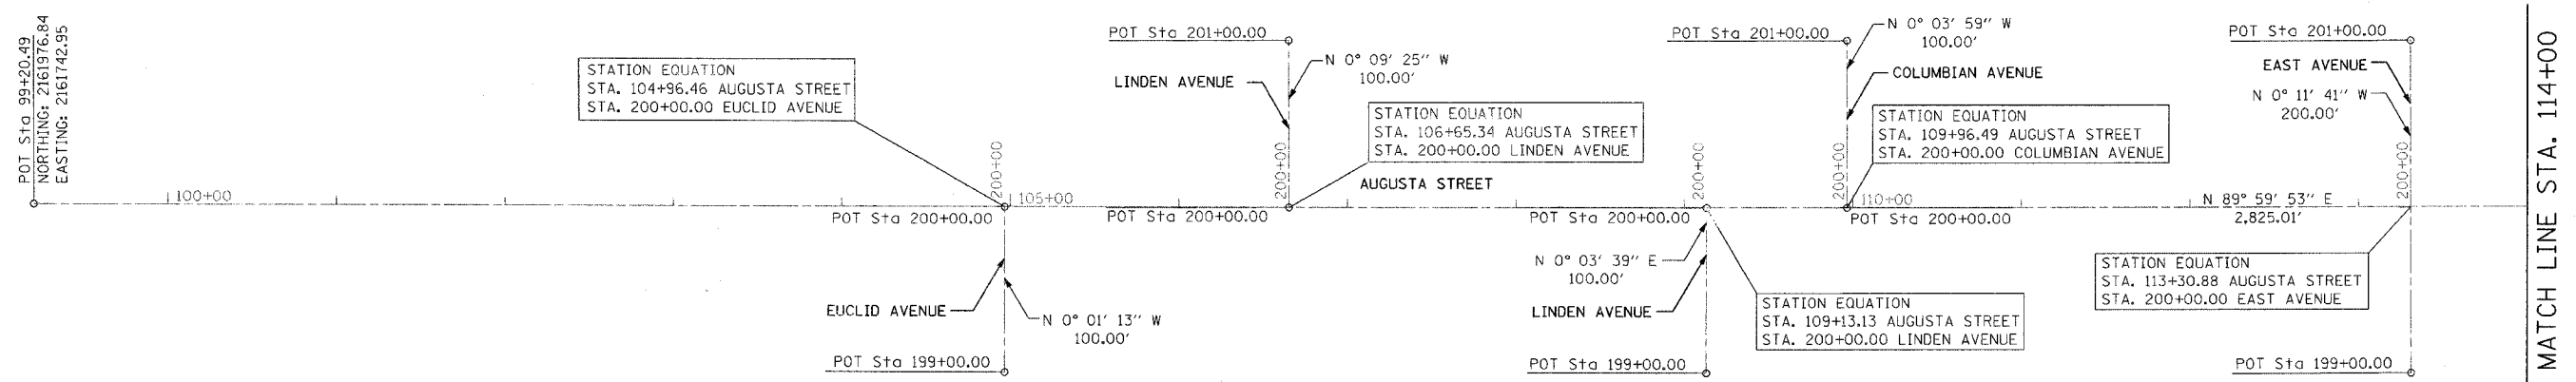 POT Sta 99+20.49
NORTHING: 2161976.84
EASTING: 2161742.95
100+00
STATION EQUATION
STA. 104+96.46 AUGUSTA STREET
STA. 200+00.00 EUCLID AVENUE
200+00
105+00
POT Sta 200+00.00
EUCLID AVENUE
N 0° 01' 13" W
100.00'
POT Sta 199+00.00
POT Sta 201+00.00
LINDEN AVENUE
N 0° 09' 25" W
100.00'
STATION EQUATION
STA. 106+65.34 AUGUSTA STREET
STA. 200+00.00 LINDEN AVENUE
200+00
AUGUSTA STREET
POT Sta 200+00.00
200+00
POT Sta 200+00.00
N 0° 03' 39" E
100.00'
LINDEN AVENUE
STATION EQUATION
STA. 109+13.13 AUGUSTA STREET
STA. 200+00.00 LINDEN AVENUE
POT Sta 199+00.00
POT Sta 201+00.00
N 0° 03' 59" W
100.00'
COLUMBIAN AVENUE
STATION EQUATION
STA. 109+96.49 AUGUSTA STREET
STA. 200+00.00 COLUMBIAN AVENUE
200+00
110+00
POT Sta 200+00.00
POT Sta 201+00.00
EAST AVENUE
N 0° 11' 41" W
200.00'
200+00
N 89° 59' 53" E
2,825.01'
STATION EQUATION
STA. 113+30.88 AUGUSTA STREET
STA. 200+00.00 EAST AVENUE
POT Sta 199+00.00
MATCH LINE STA. 114+00